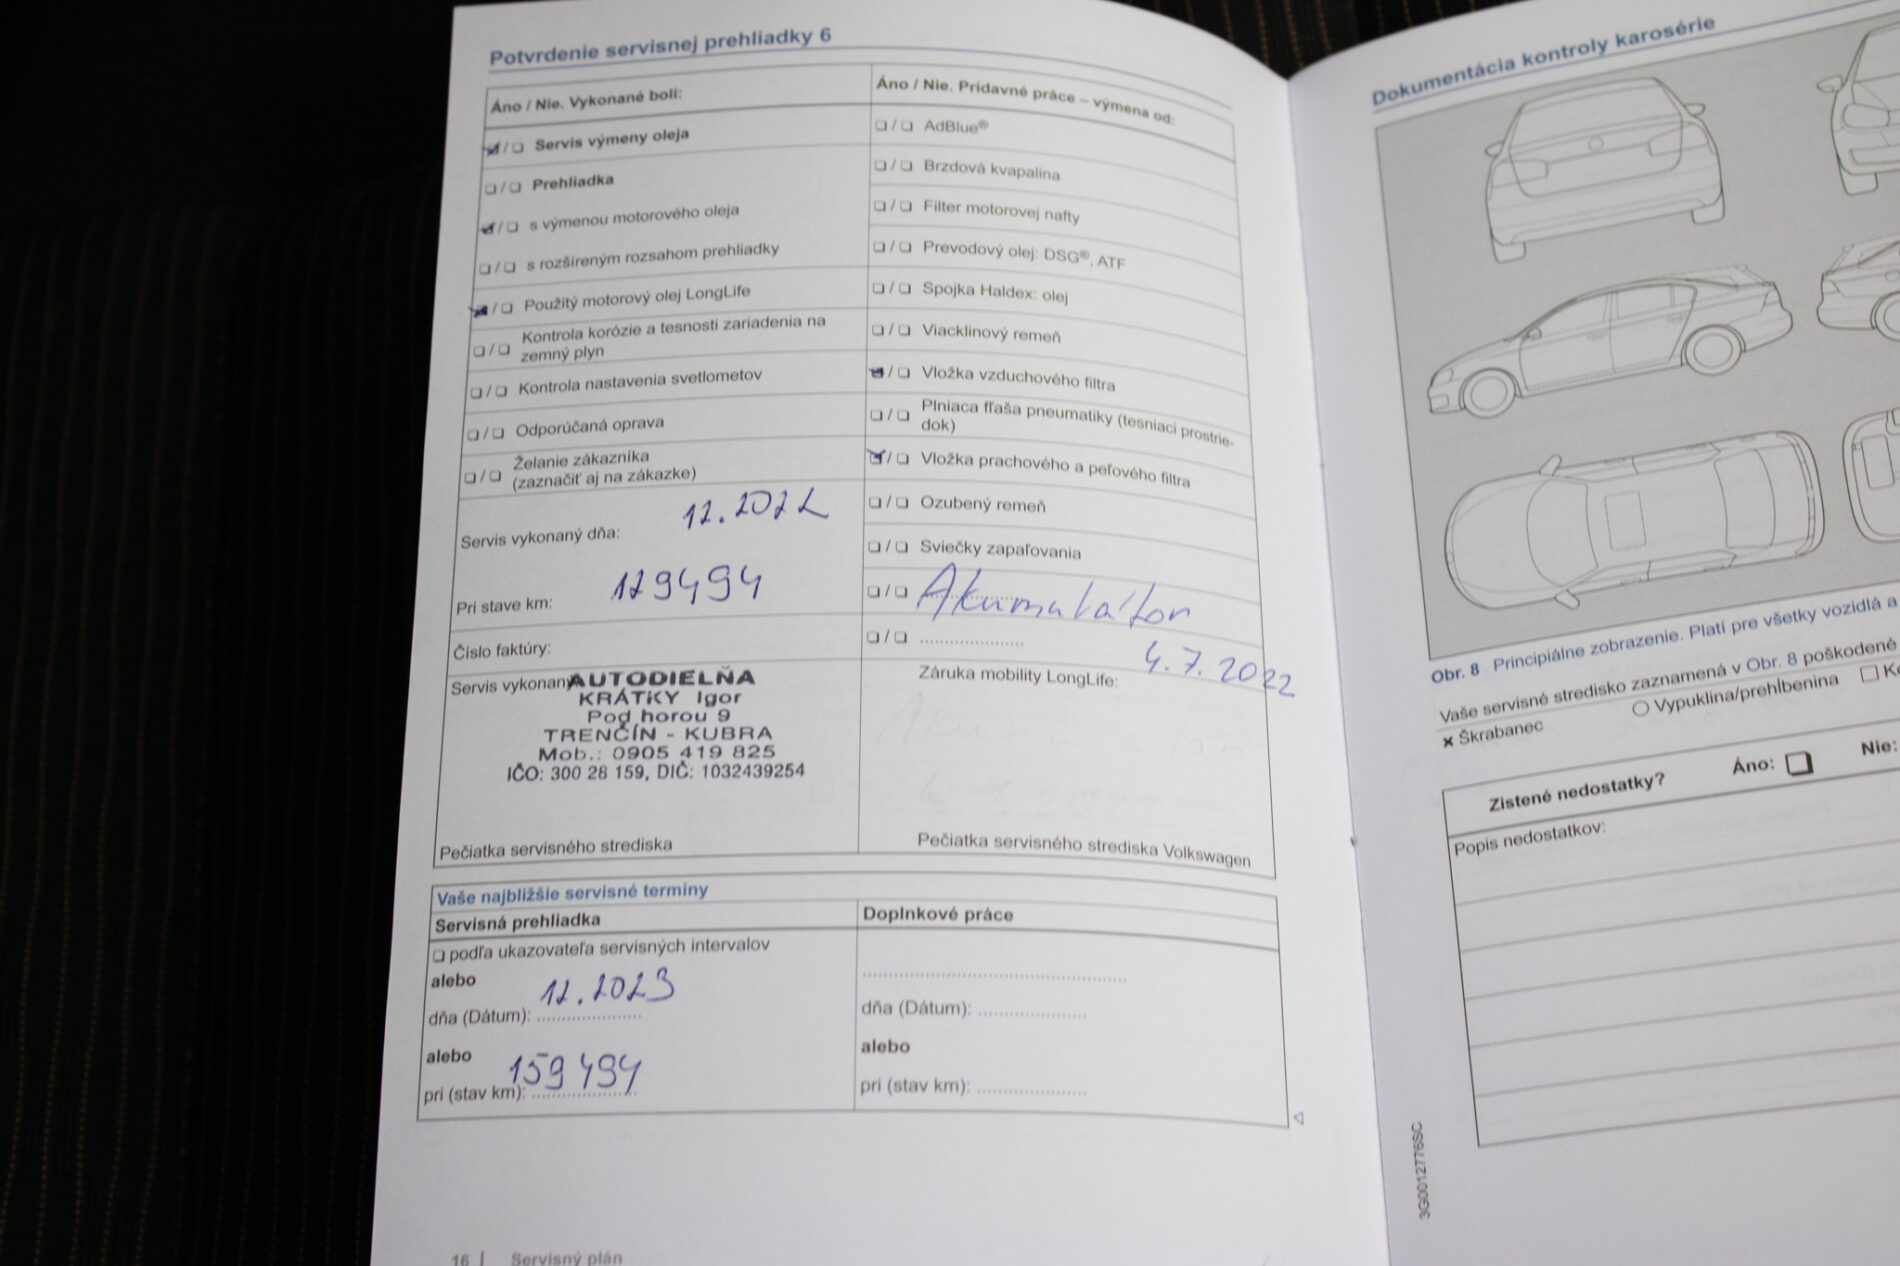 Potvrdenie servisnej prehliadky 6
Áno / Nie. Vykonané boli:
Servis výmeny oleja
Prehliadka
s výmenou motorového oleja
s rozšíreným rozsahom prehliadky
Použitý motorový olej LongLife
Kontrola korózie a tesnosti zariadenia na
zemný plyn
Kontrola nastavenia svetlometov
Odporúčaná oprava
Želanie zákazníka
(zaznačiť aj na zákazke)
Servis vykonaný dňa: 12.2022
Pri stave km: 129494
Číslo faktúry:
Servis vykonaný
AUTODIELŇA
KRÁTKY Igor
Pod horou 9
TRENČÍN - KUBRA
Mob.: 0905 419 825
IČO: 300 28 159, DIČ: 1032439254
Pečiatka servisného strediska
Áno / Nie. Prídavné práce – výmena od:
AdBlue®
Brzdová kvapalina
Filter motorovej nafty
Prevodový olej: DSG®, ATF
Spojka Haldex: olej
Viacklinový remeň
Vložka vzduchového filtra
Plniaca fľaša pneumatiky (tesniaci prostrie-
dok)
Vložka prachového a peľového filtra
Ozubený remeň
Sviečky zapaľovania
Akumulátor
4.7.2022
Záruka mobility LongLife:
Pečiatka servisného strediska Volkswagen
Vaše najbližšie servisné termíny
Servisná prehliadka
podľa ukazovateľa servisných intervalov
alebo
dňa (Dátum): 12.2023
alebo
pri (stav km): 159494
Doplnkové práce
dňa (Dátum):
alebo
pri (stav km):
16 | Servisný plán
Dokumentácia kontroly karosérie
Obr. 8 Principiálne zobrazenie. Platí pre všetky vozidlá a
Vaše servisné stredisko zaznamená v Obr. 8 poškodené
Škrabanec
Vypuklina/prehĺbenina
Zistené nedostatky? Áno: Nie:
Popis nedostatkov:
3G0012776SC